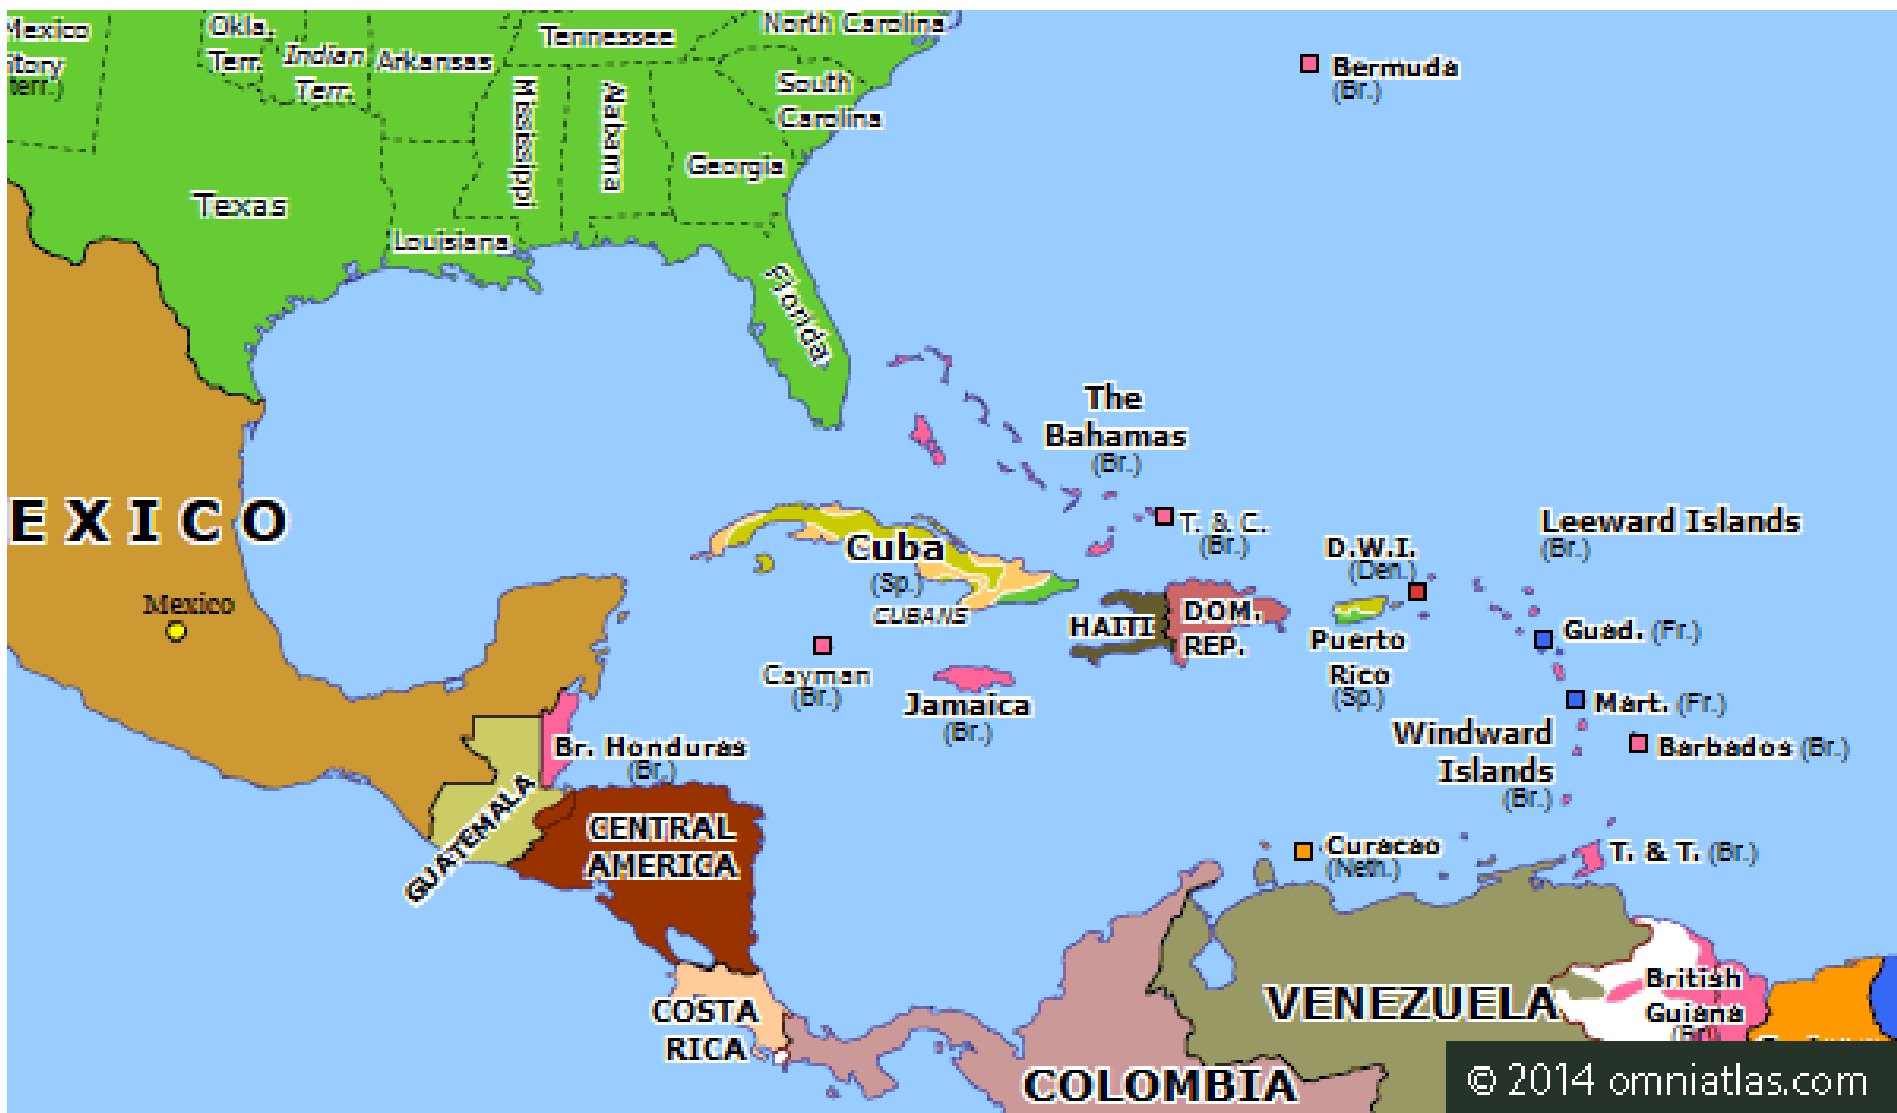 Mexico
itory
terr.)
Okla.
Terr.
Indian
Terr.
Arkansas
Tennessee
North Carolina
South
Carolina
Mississippi
Alabama
Georgia
Texas
Louisiana
Florida
Bermuda
(Br.)
The
Bahamas
(Br.)
EXICO
Mexico
Cuba
(Sp.)
CUBANS
T. & C.
(Br.)
D.W.I.
(Den.)
Leeward Islands
(Br.)
HAITI
DOM.
REP.
Puerto
Rico
(Sp.)
Guad. (Fr.)
Cayman
(Br.)
Jamaica
(Br.)
Mart. (Fr.)
Windward
Islands
(Br.)
Barbados (Br.)
Br. Honduras
(Br.)
GUATEMALA
CENTRAL
AMERICA
Curacao
(Neth.)
T. & T. (Br.)
COSTA
RICA
VENEZUELA
British
Guiana
(Br.)
COLOMBIA
© 2014 omniatlas.com